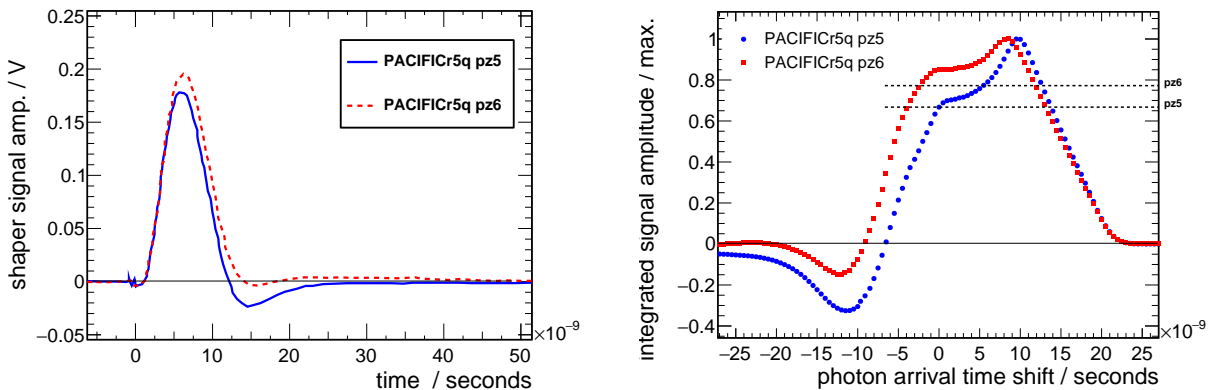 shaper signal amp. / V
0.25
0.2
0.15
0.1
0.05
0
−0.05
PACIFICr5q pz5
PACIFICr5q pz6
0 10 20 30 40 50
×10−9
time / seconds
integrated signal amplitude / max.
1
0.8
0.6
0.4
0.2
0
−0.2
−0.4
PACIFICr5q pz5
PACIFICr5q pz6
pz6
pz5
−25 −20 −15 −10 −5 0 5 10 15 20 25
×10−9
photon arrival time shift / seconds